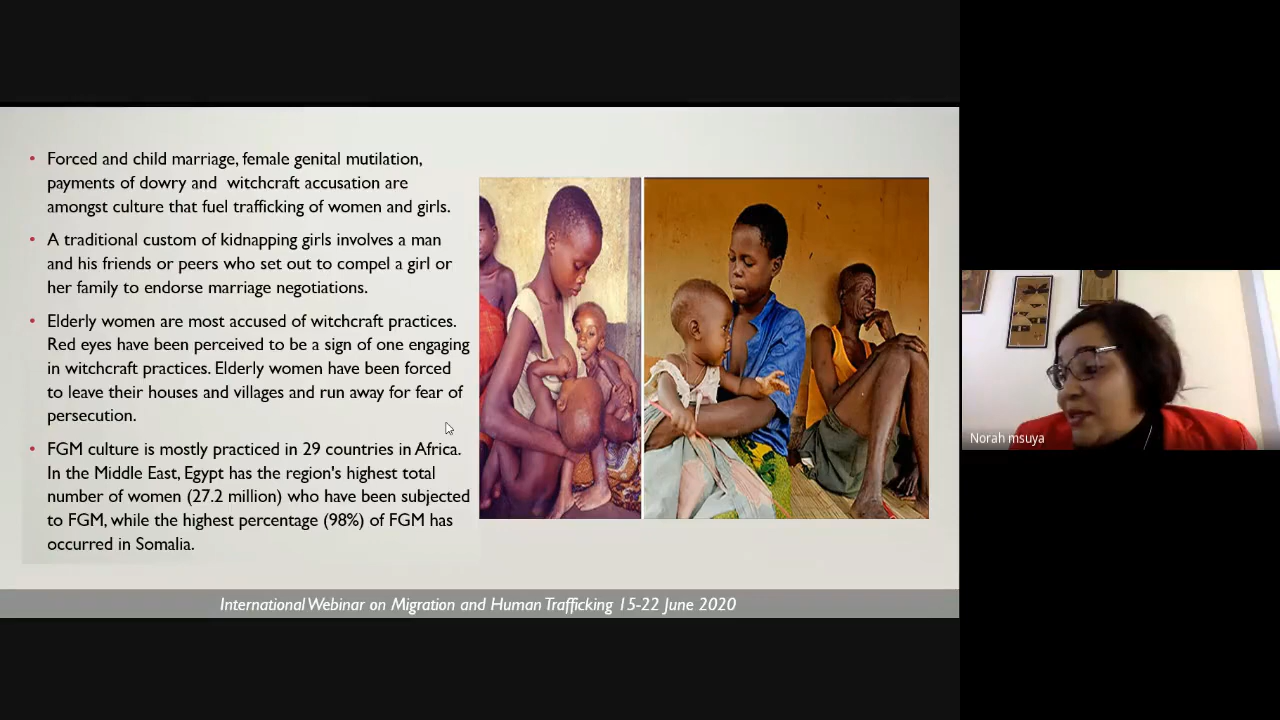 • Forced and child marriage, female genital mutilation,
payments of dowry and witchcraft accusation are
amongst culture that fuel trafficking of women and girls.
• A traditional custom of kidnapping girls involves a man
and his friends or peers who set out to compel a girl or
her family to endorse marriage negotiations.
• Elderly women are most accused of witchcraft practices.
Red eyes have been perceived to be a sign of one engaging
in witchcraft practices. Elderly women have been forced
to leave their houses and villages and run away for fear of
persecution.
• FGM culture is mostly practiced in 29 countries in Africa.
In the Middle East, Egypt has the region's highest total
number of women (27.2 million) who have been subjected
to FGM, while the highest percentage (98%) of FGM has
occurred in Somalia.
International Webinar on Migration and Human Trafficking 15-22 June 2020
Norah msuya